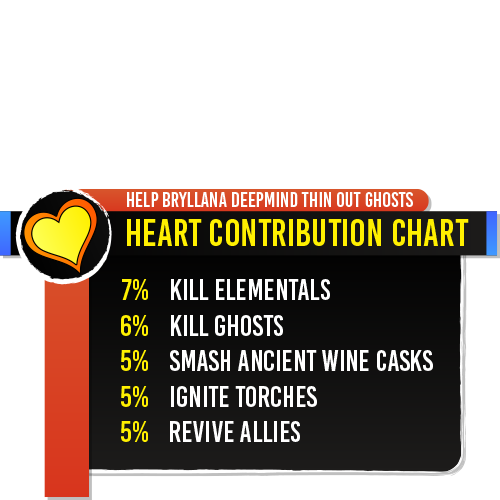 HELP BRYLLANA DEEPMIND THIN OUT GHOSTS
HEART CONTRIBUTION CHART
7% KILL ELEMENTALS
6% KILL GHOSTS
5% SMASH ANCIENT WINE CASKS
5% IGNITE TORCHES
5% REVIVE ALLIES